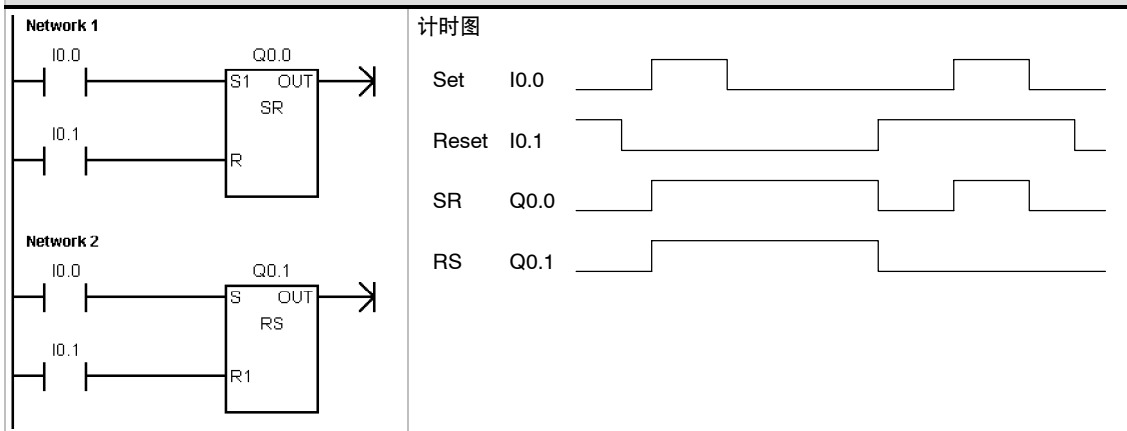 Network 1
I0.0
Q0.0
S1 OUT
SR
I0.1
R
Network 2
I0.0
Q0.1
S OUT
RS
I0.1
R1
计时图
Set I0.0
Reset I0.1
SR Q0.0
RS Q0.1